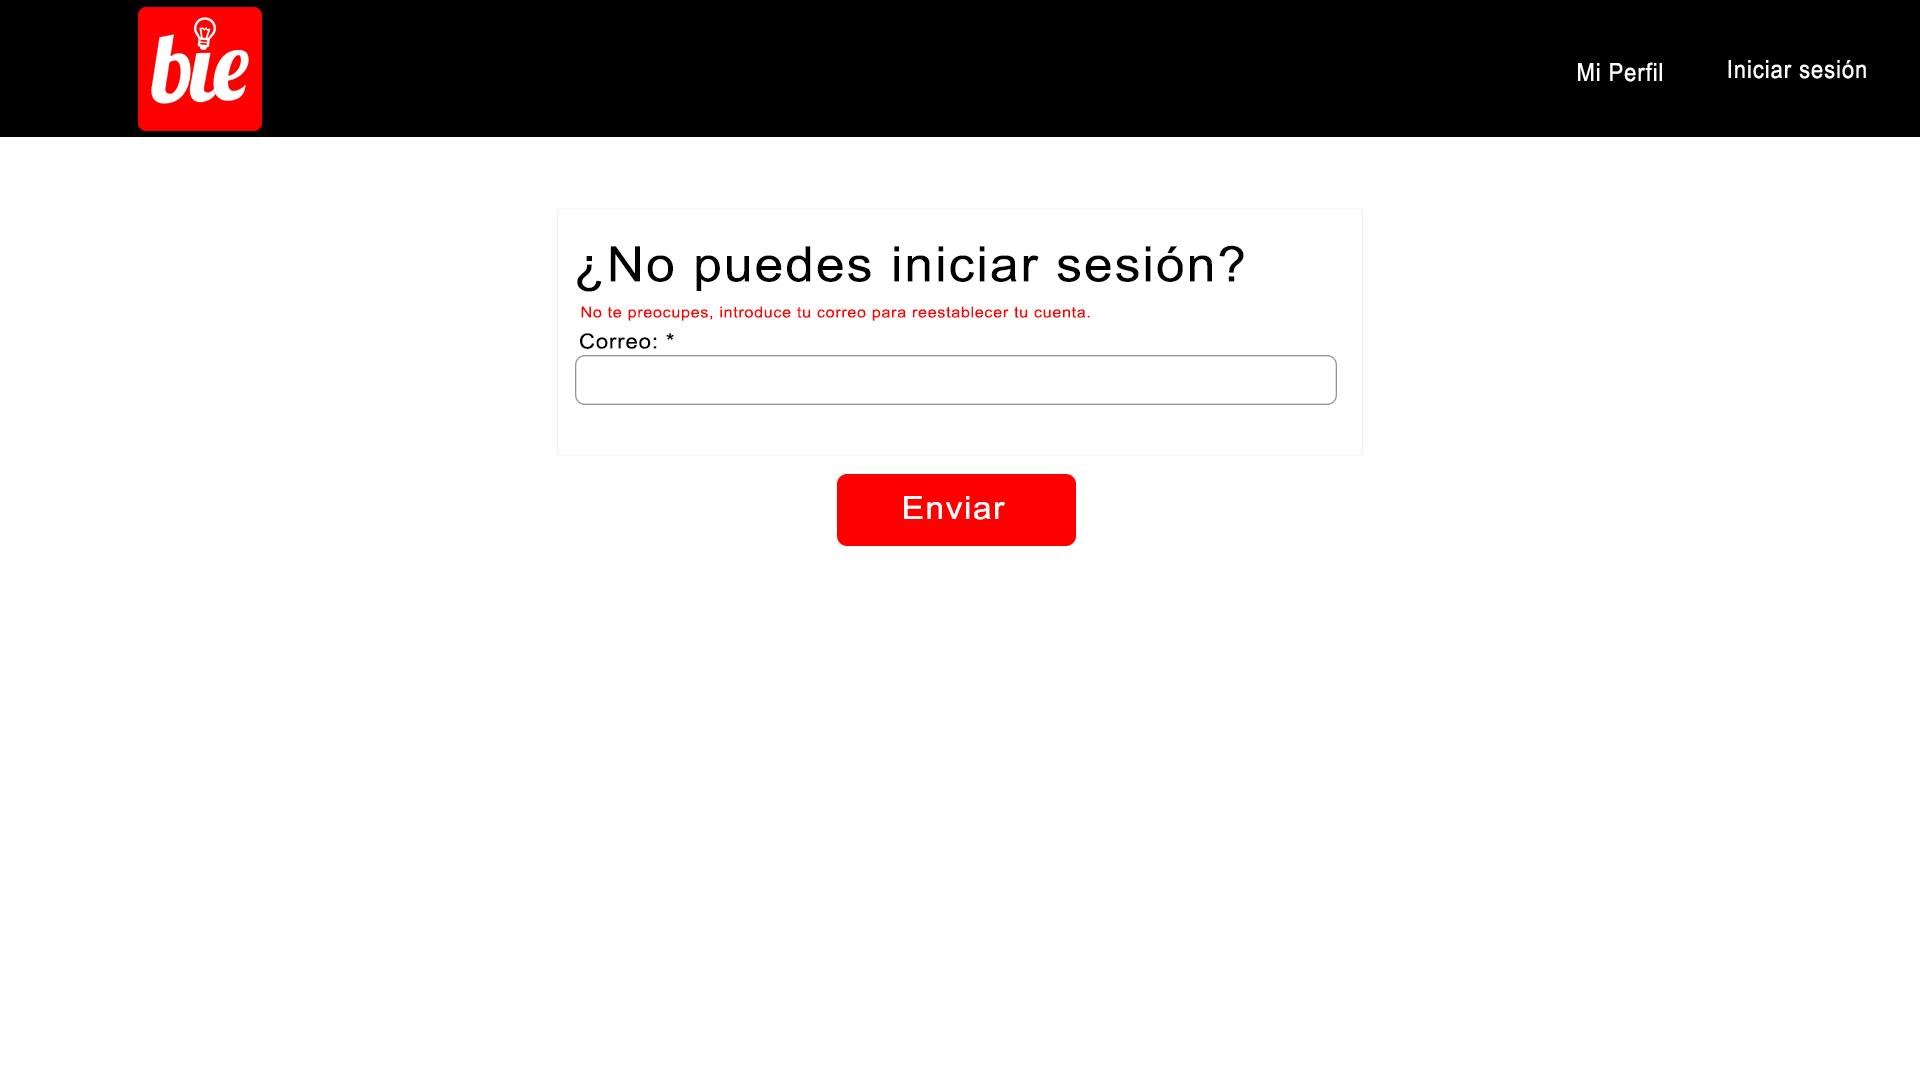 bie
Mi Perfil
Iniciar sesión
¿No puedes iniciar sesión?
No te preocupes, introduce tu correo para reestablecer tu cuenta.
Correo: *
Enviar